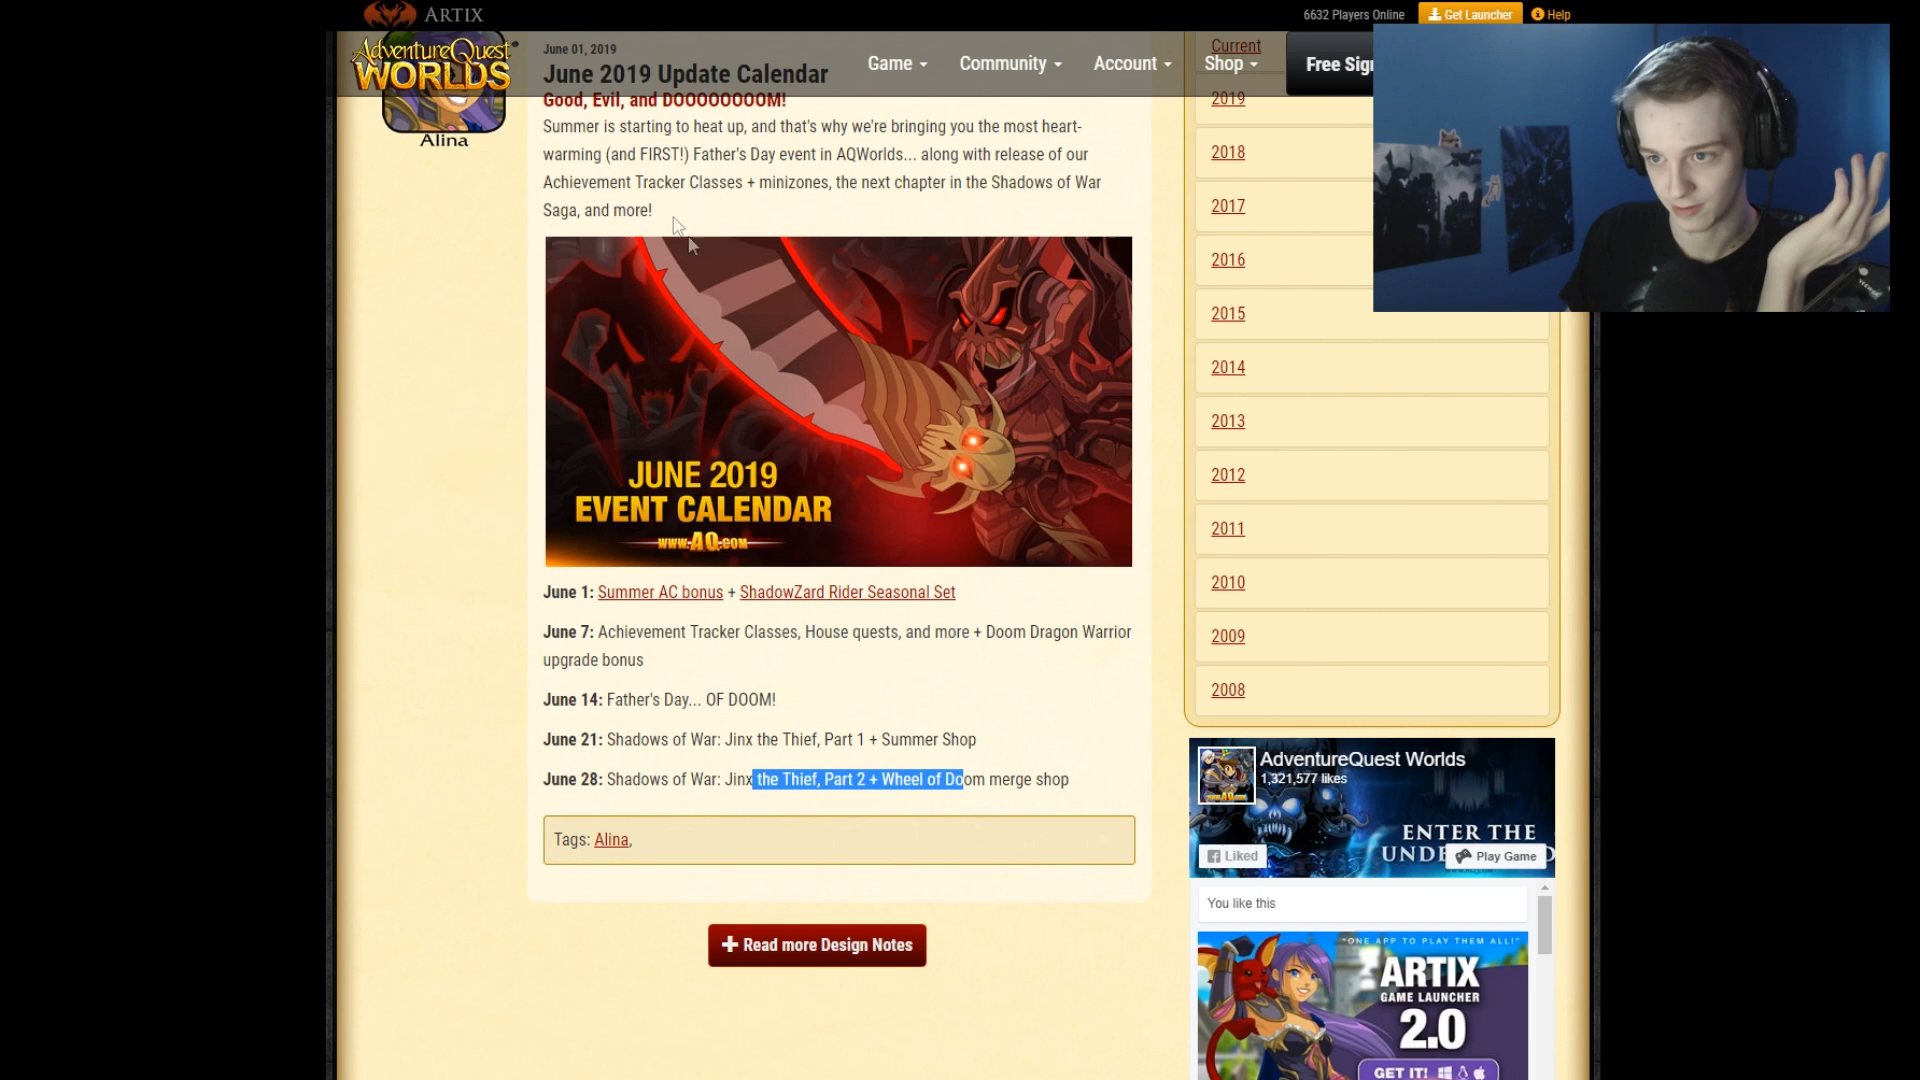 ARTIX
6632 Players Online
Get Launcher
Help
AdventureQuest
WORLDS
Game
Community
Account
Shop
Free Sig
Alina
June 01, 2019
June 2019 Update Calendar
Good, Evil, and DOOOOOOOOM!
Summer is starting to heat up, and that's why we're bringing you the most heart-
warming (and FIRST!) Father's Day event in AQWorlds... along with release of our
Achievement Tracker Classes + minizones, the next chapter in the Shadows of War
Saga, and more!
JUNE 2019
EVENT CALENDAR
WWW.AQ.COM
June 1: Summer AC bonus + ShadowZard Rider Seasonal Set
June 7: Achievement Tracker Classes, House quests, and more + Doom Dragon Warrior
upgrade bonus
June 14: Father's Day... OF DOOM!
June 21: Shadows of War: Jinx the Thief, Part 1 + Summer Shop
June 28: Shadows of War: Jinx the Thief, Part 2 + Wheel of Doom merge shop
Tags: Alina,
Read more Design Notes
Current
2019
2018
2017
2016
2015
2014
2013
2012
2011
2010
2009
2008
AdventureQuest Worlds
1,321,577 likes
ENTER THE
UNDE
Liked
Play Game
You like this
"ONE APP TO PLAY THEM ALL!"
ARTIX
GAME LAUNCHER
2.0
GET IT!